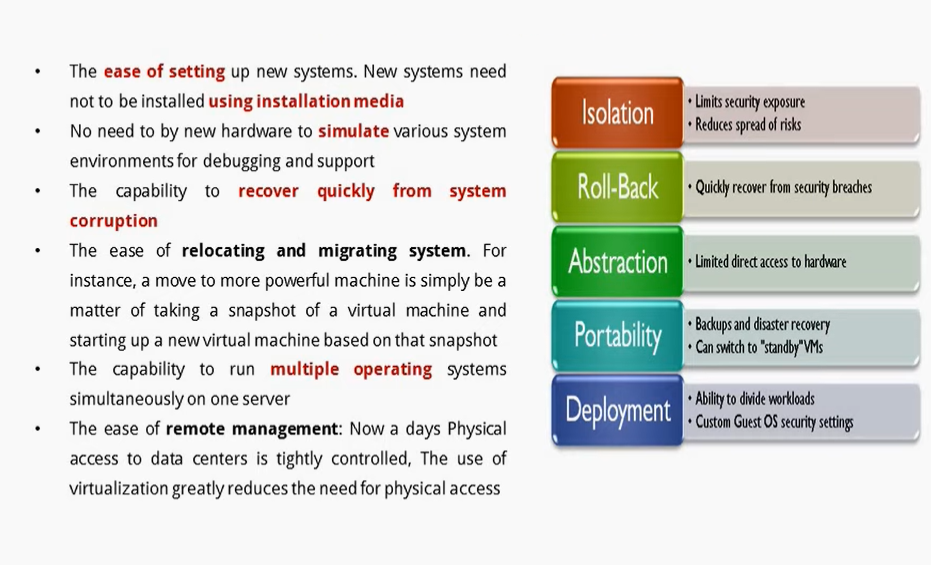 • The ease of setting up new systems. New systems need
not to be installed using installation media
• No need to by new hardware to simulate various system
environments for debugging and support
• The capability to recover quickly from system
corruption
• The ease of relocating and migrating system. For
instance, a move to more powerful machine is simply be a
matter of taking a snapshot of a virtual machine and
starting up a new virtual machine based on that snapshot
• The capability to run multiple operating systems
simultaneously on one server
• The ease of remote management: Now a days Physical
access to data centers is tightly controlled, The use of
virtualization greatly reduces the need for physical access
Isolation
• Limits security exposure
• Reduces spread of risks
Roll-Back
• Quickly recover from security breaches
Abstraction
• Limited direct access to hardware
Portability
• Backups and disaster recovery
• Can switch to "standby"VMs
Deployment
• Ability to divide workloads
• Custom Guest OS security settings